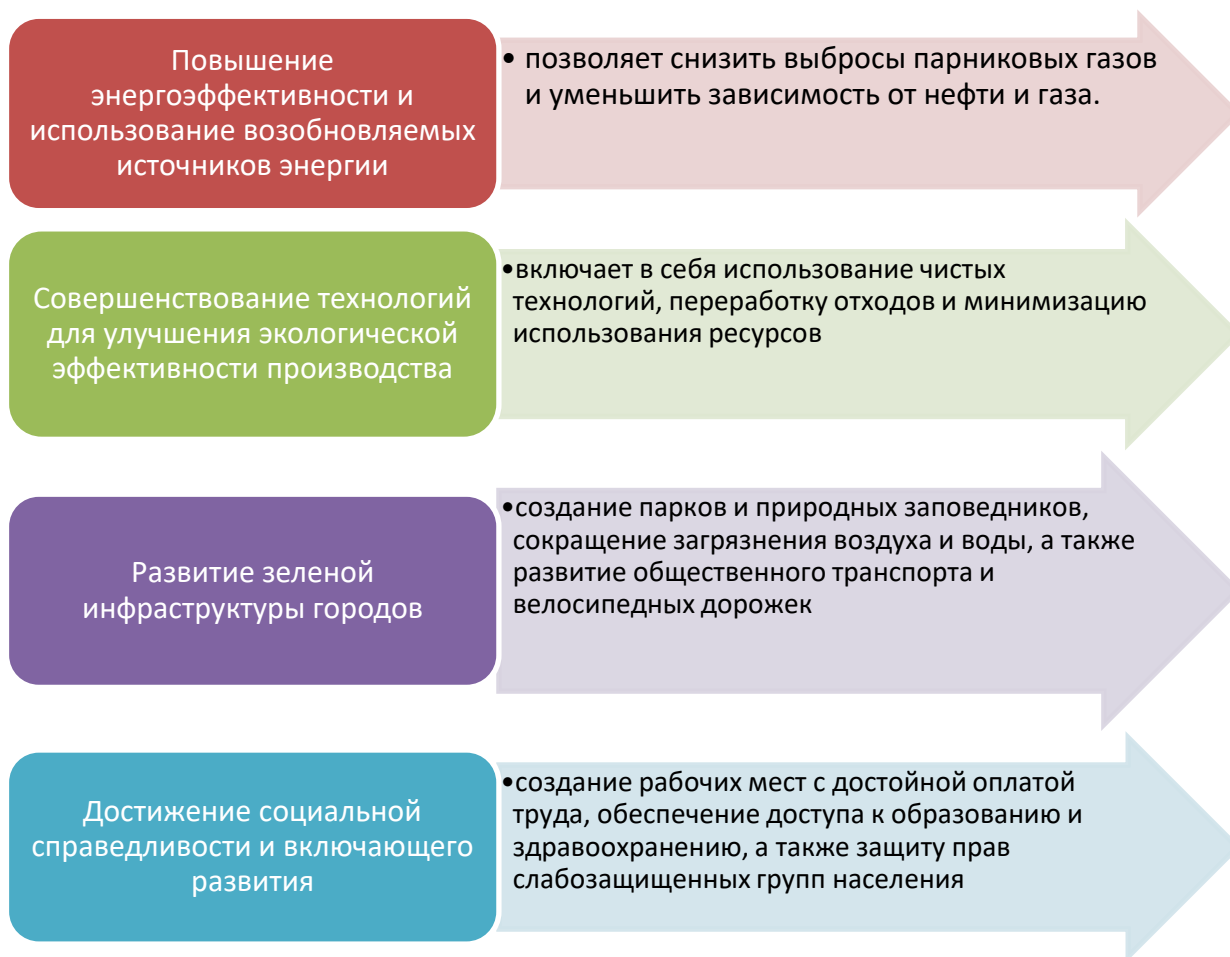 Повышение
энергоэффективности и
использование возобновляемых
источников энергии
• позволяет снизить выбросы парниковых газов
и уменьшить зависимость от нефти и газа.
Совершенствование технологий
для улучшения экологической
эффективности производства
•включает в себя использование чистых
технологий, переработку отходов и минимизацию
использования ресурсов
Развитие зеленой
инфраструктуры городов
•создание парков и природных заповедников,
сокращение загрязнения воздуха и воды, а также
развитие общественного транспорта и
велосипедных дорожек
Достижение социальной
справедливости и включающего
развития
•создание рабочих мест с достойной оплатой
труда, обеспечение доступа к образованию и
здравоохранению, а также защиту прав
слабозащищенных групп населения